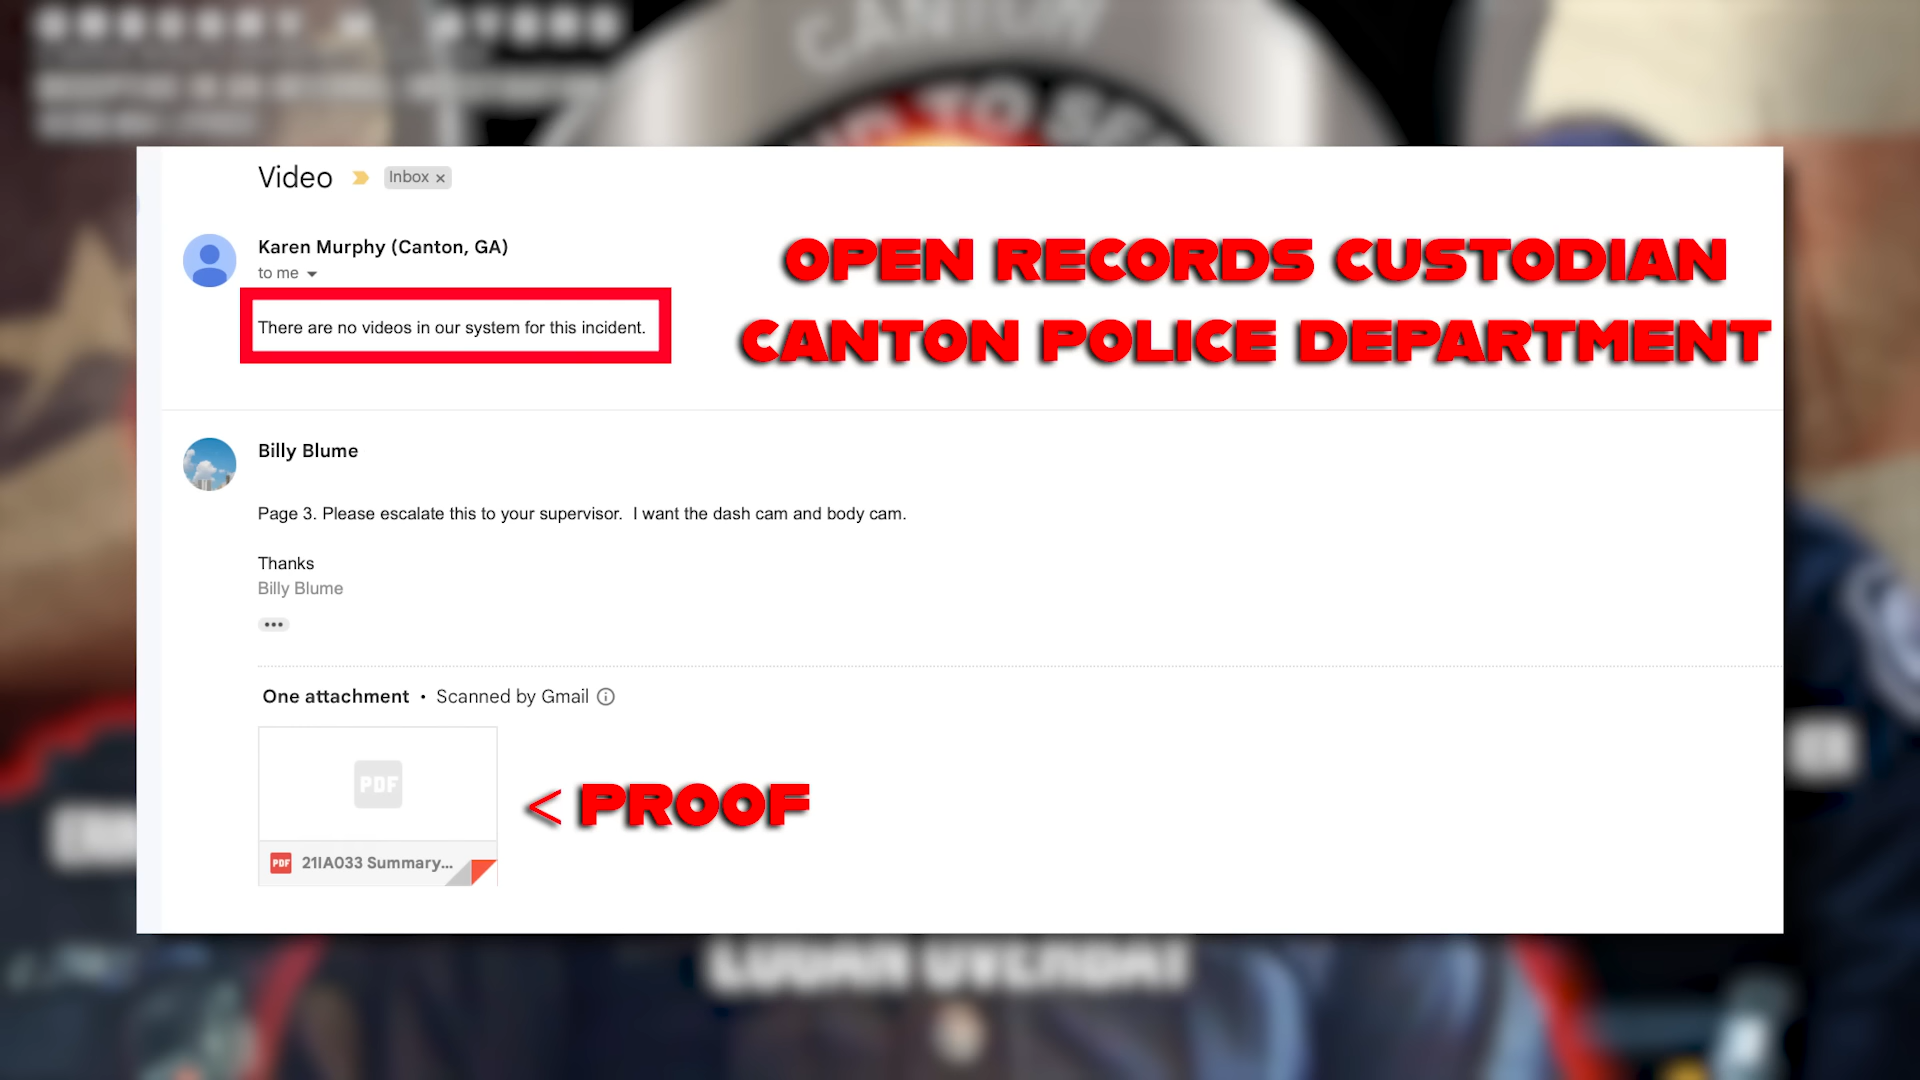 CANTON
Video
Inbox x
Karen Murphy (Canton, GA)
to me
There are no videos in our system for this incident.
OPEN RECORDS CUSTODIAN
CANTON POLICE DEPARTMENT
Billy Blume
Page 3. Please escalate this to your supervisor. I want the dash cam and body cam.
Thanks
Billy Blume
•••
One attachment • Scanned by Gmail
PDF
PDF 21IA033 Summary...
< PROOF